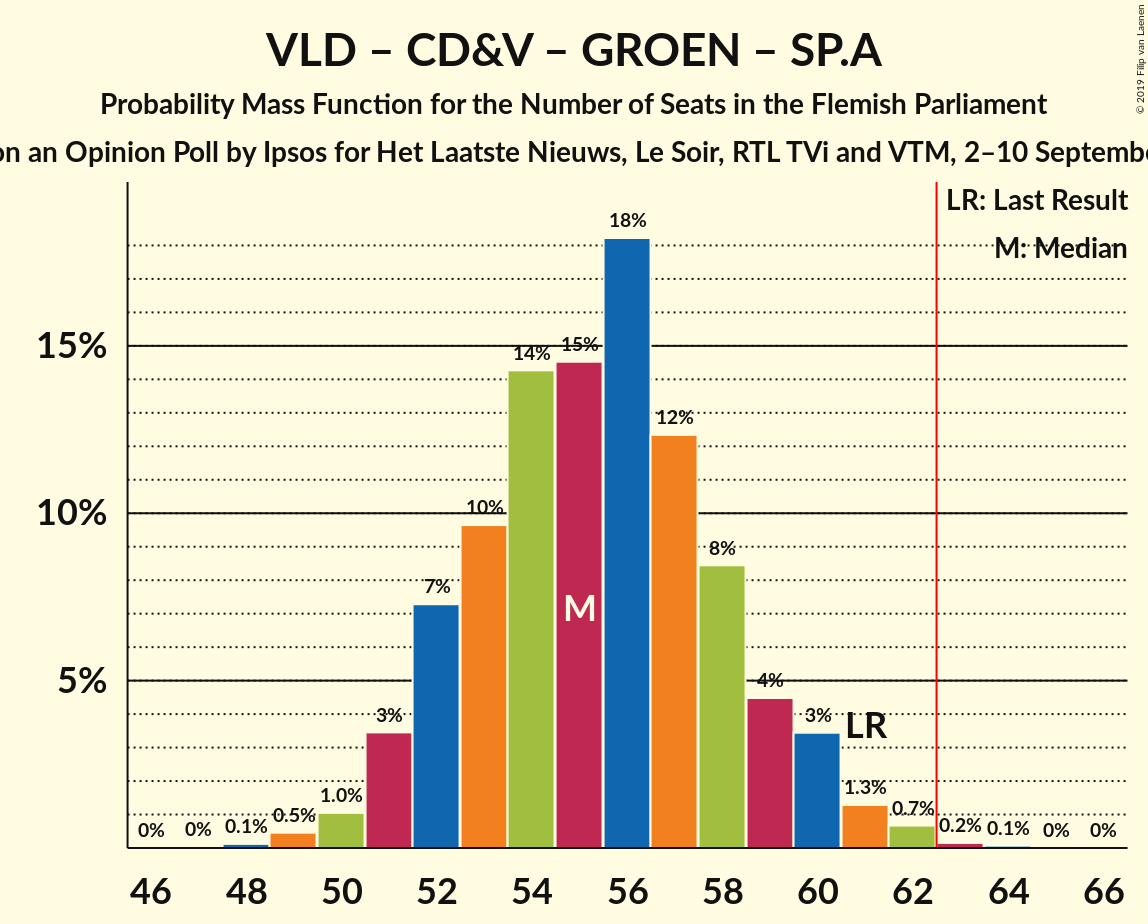 VLD – CD&V – GROEN – SP.A
Probability Mass Function for the Number of Seats in the Flemish Parliament
on an Opinion Poll by Ipsos for Het Laatste Nieuws, Le Soir, RTL TVi and VTM, 2–10 Septembe
© 2019 Filip van Laenen
LR: Last Result
M: Median
18%
15%
14% 15%
12%
10%
10%
8%
7%
M
5%
4%
3% 3% LR
1.3%
1.0% 0.7%
0.5%
0% 0% 0.1% 0.2% 0.1% 0% 0%
46 48 50 52 54 56 58 60 62 64 66